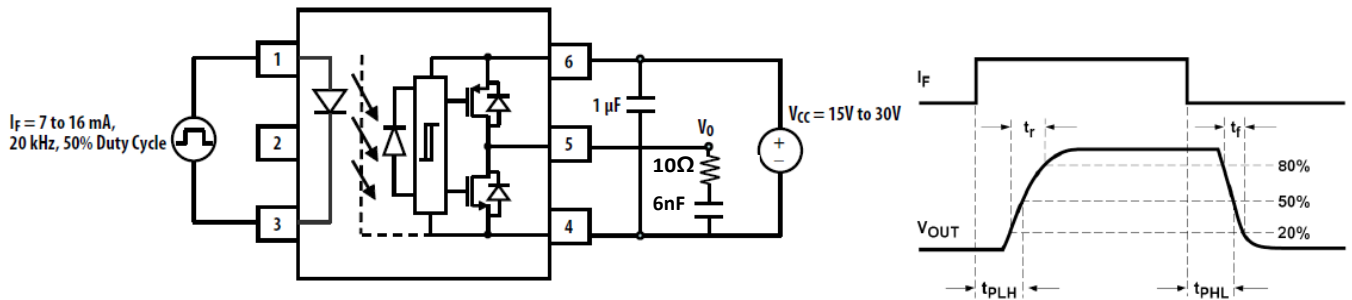 I_F = 7 to 16 mA,
20 kHz, 50% Duty Cycle
1
2
3
6
5
4
1 μF
V_O
10Ω
6nF
V_CC = 15V to 30V
+
−
I_F
t_r
t_f
80%
50%
20%
V_OUT
t_PLH
t_PHL